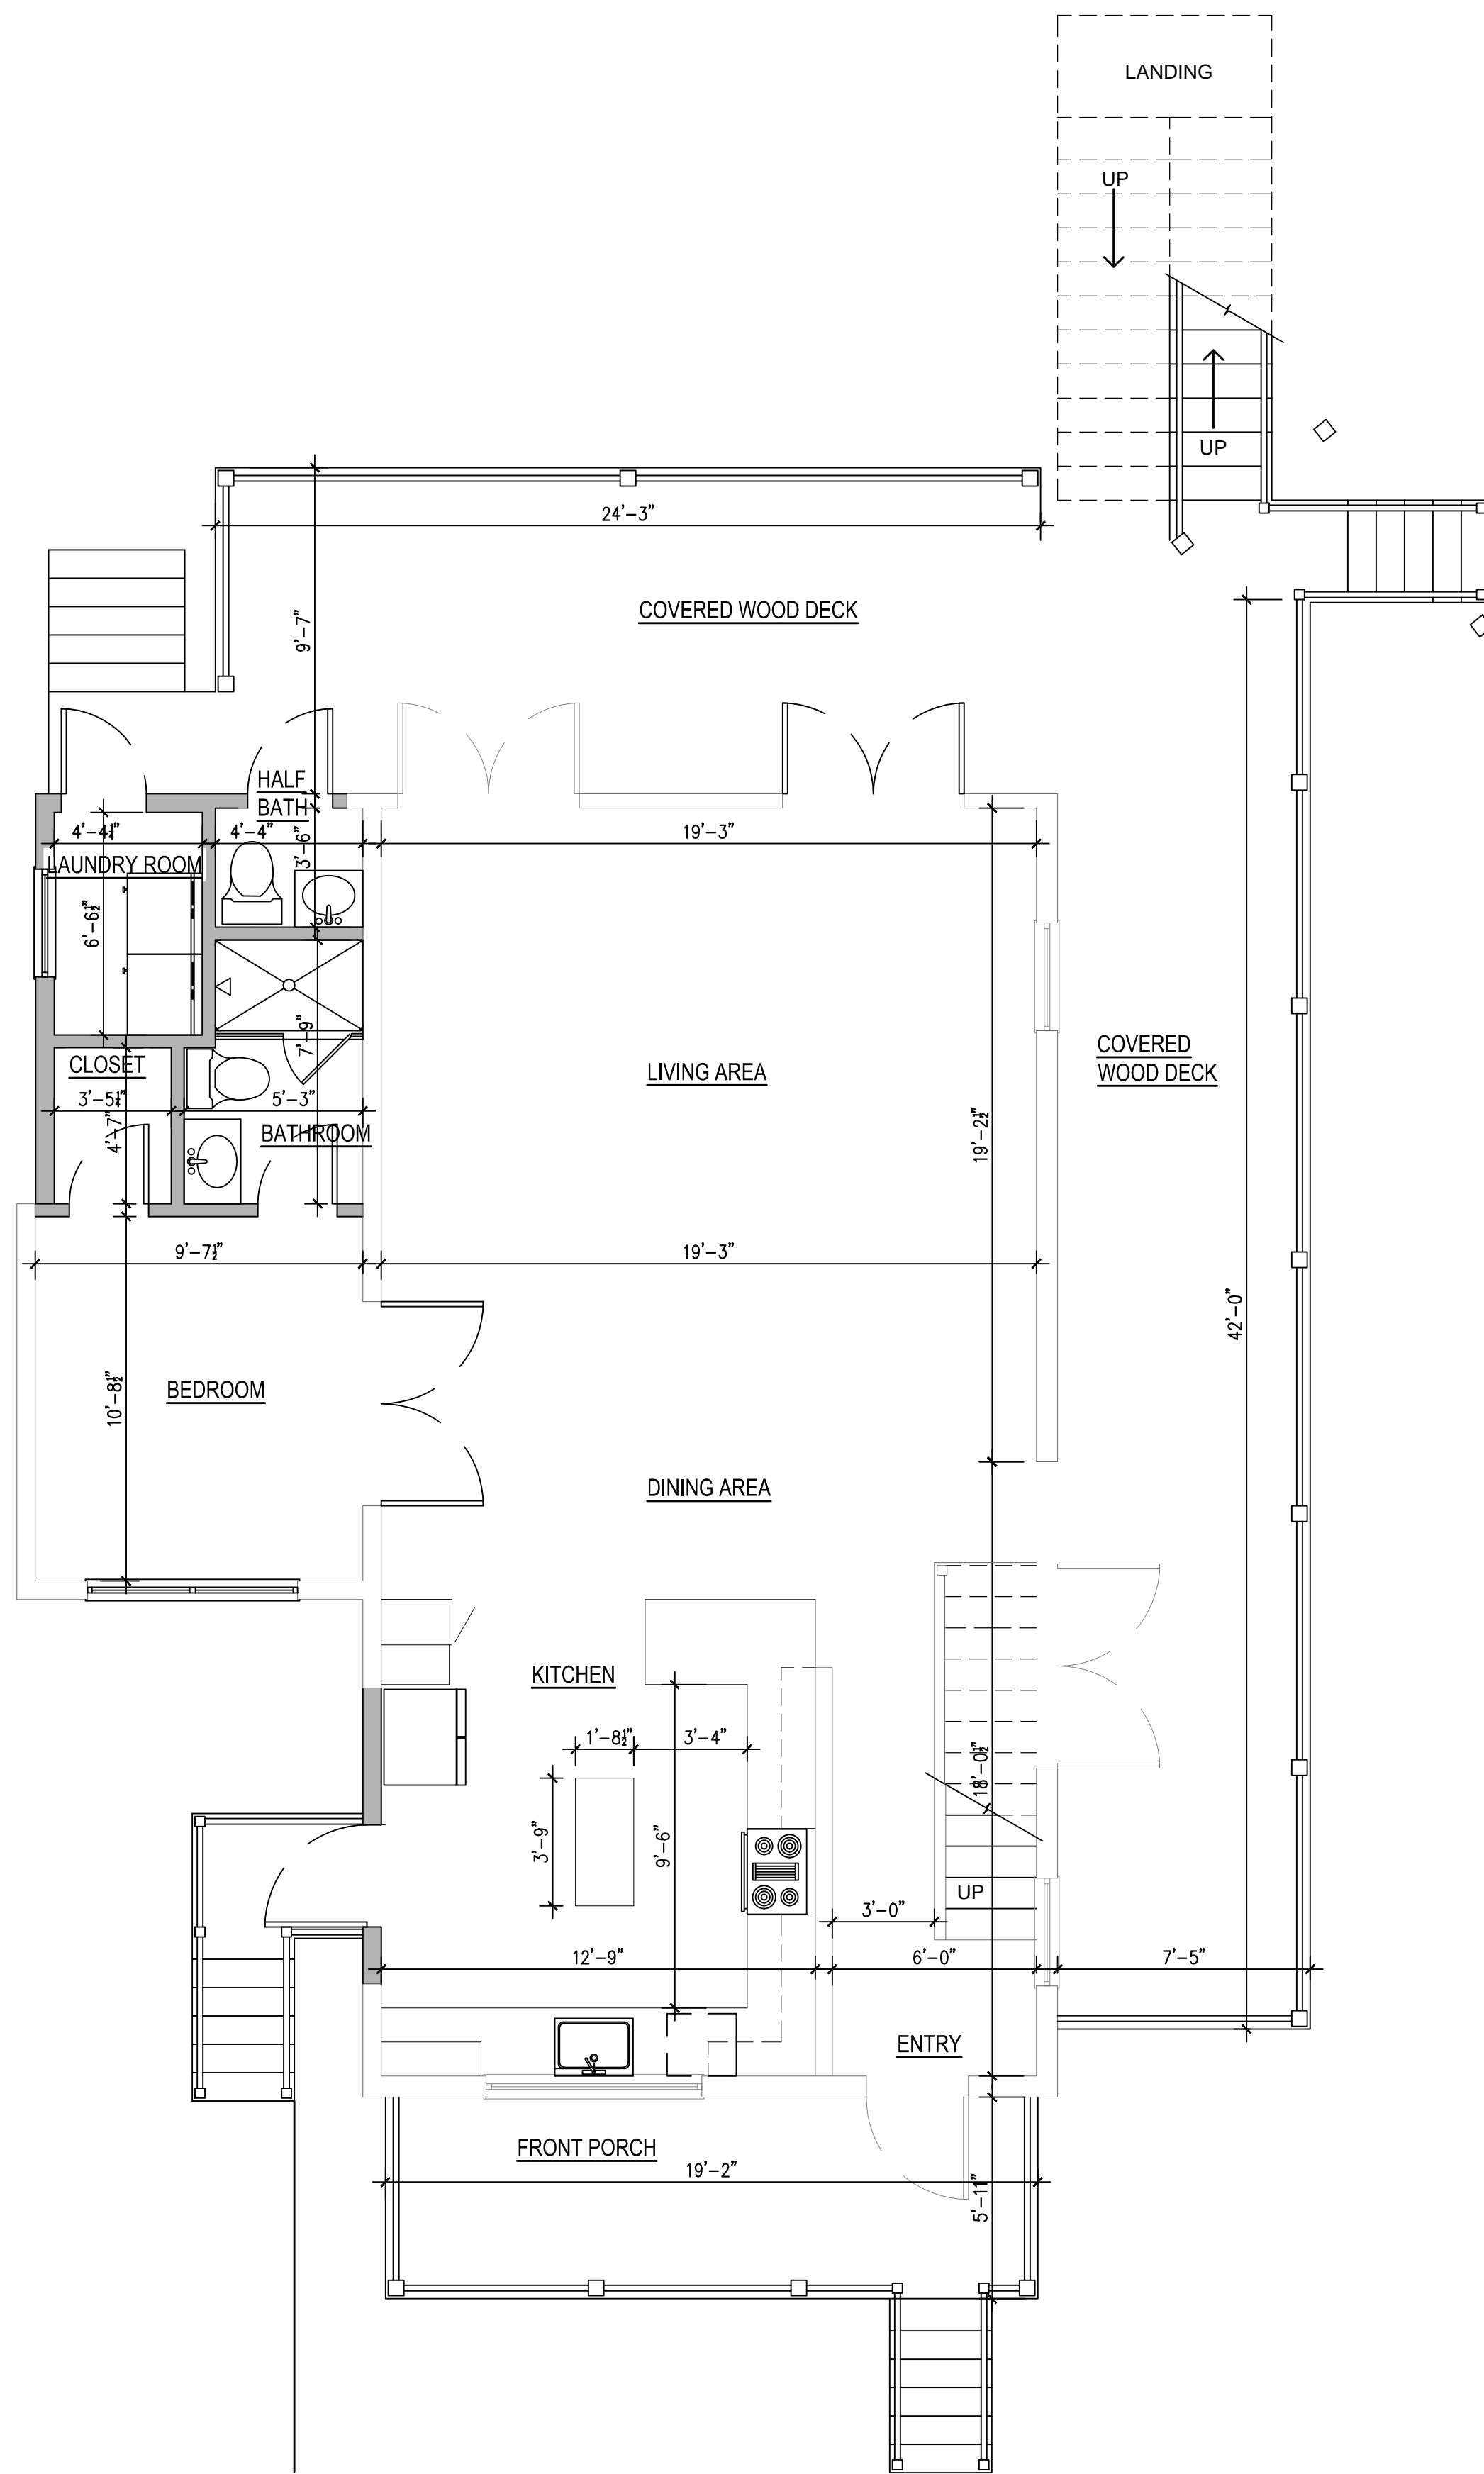 LANDING
UP
UP
24'-3"
COVERED WOOD DECK
9'-7"
HALF
BATH
4'-4½"
4'-4"
3'-6"
19'-3"
LAUNDRY ROOM
6'-6½"
7'-9"
CLOSET
3'-5½"
5'-3"
4'-7"
BATHROOM
LIVING AREA
COVERED
WOOD DECK
19'-2½"
9'-7½"
19'-3"
42'-0"
BEDROOM
10'-8½"
DINING AREA
KITCHEN
1'-8½"
3'-4"
18'-0½"
3'-9"
9'-6"
UP
3'-0"
12'-9"
6'-0"
7'-5"
ENTRY
FRONT PORCH
19'-2"
5'-11"